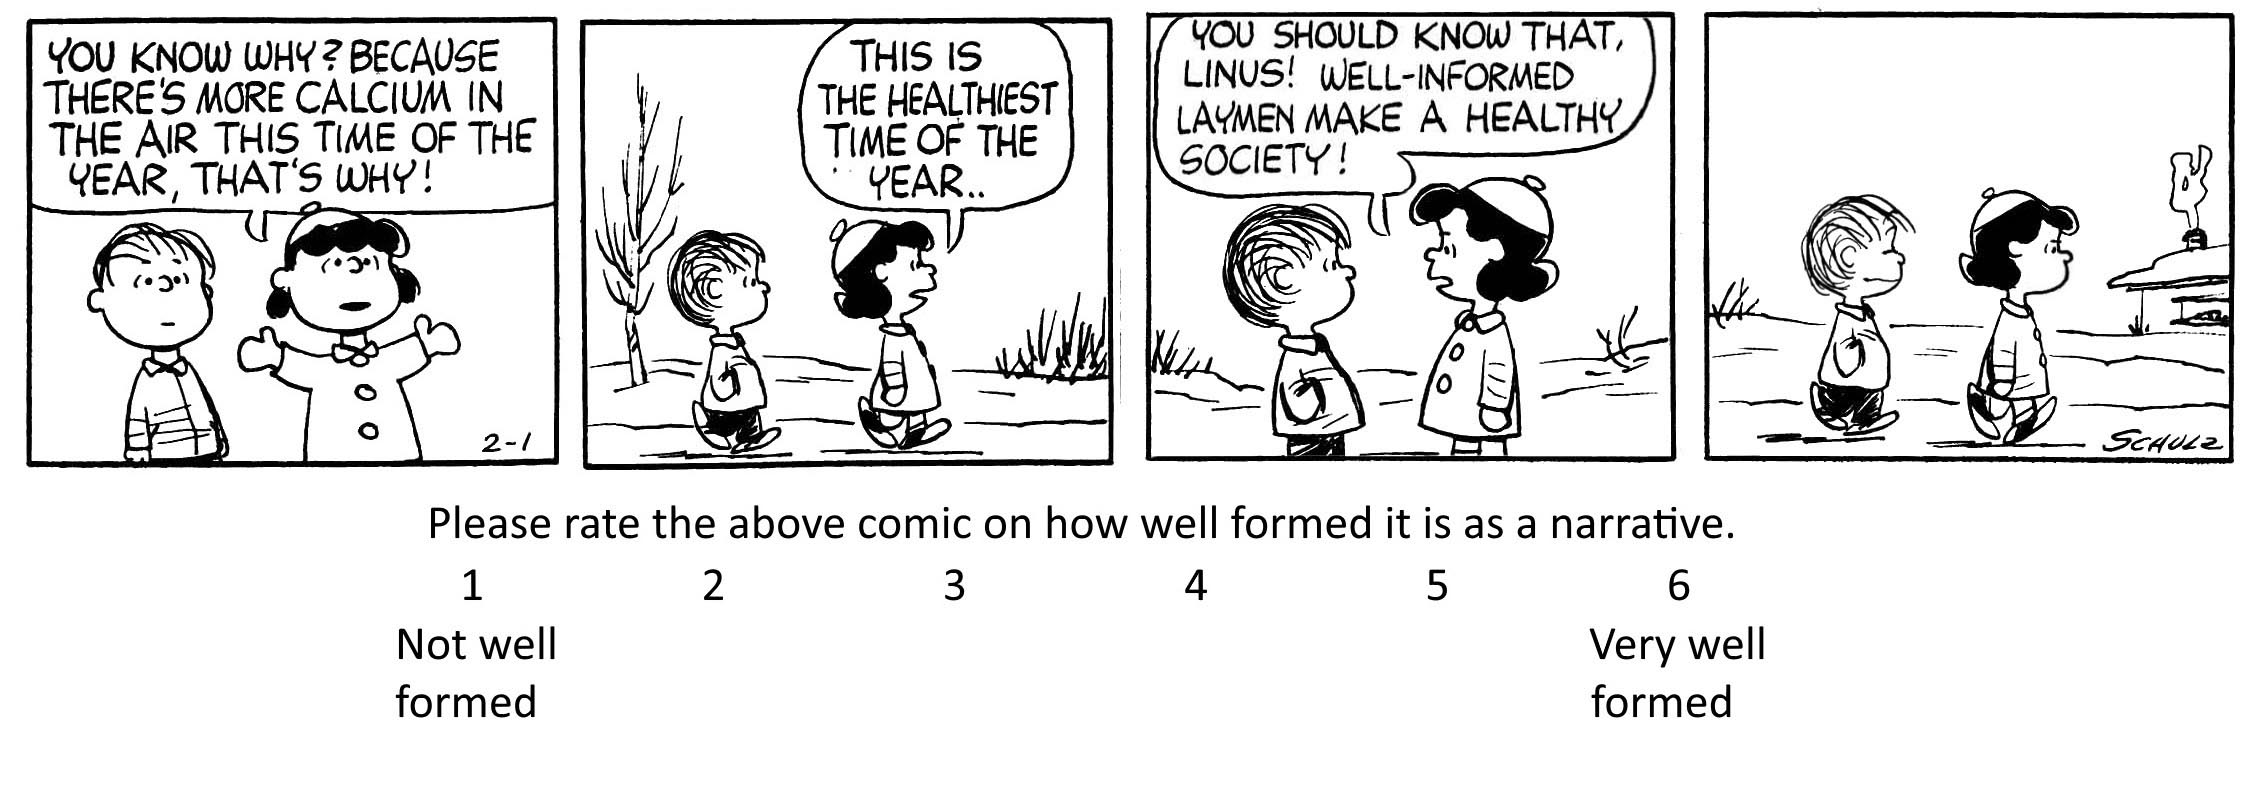 YOU KNOW WHY? BECAUSE
THERE'S MORE CALCIUM IN
THE AIR THIS TIME OF THE
YEAR, THAT'S WHY!
2-1
THIS IS
THE HEALTHIEST
TIME OF THE
YEAR..
YOU SHOULD KNOW THAT,
LINUS! WELL-INFORMED
LAYMEN MAKE A HEALTHY
SOCIETY!
SCHULZ
Please rate the above comic on how well formed it is as a narrative.
1 2 3 4 5 6
Not well
formed
Very well
formed